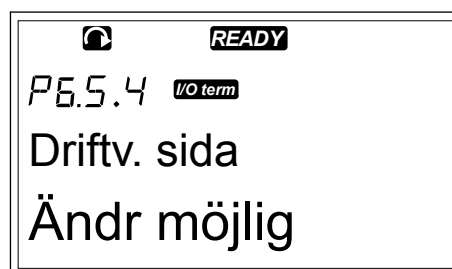 READY
P6.5.4 I/O term
Driftv. sida
Ändr möjlig